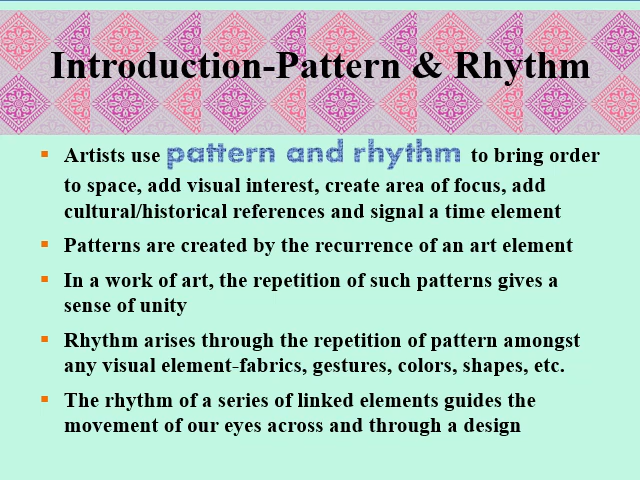 Introduction-Pattern & Rhythm
Artists use pattern and rhythm to bring order
to space, add visual interest, create area of focus, add
cultural/historical references and signal a time element
Patterns are created by the recurrence of an art element
In a work of art, the repetition of such patterns gives a
sense of unity
Rhythm arises through the repetition of pattern amongst
any visual element-fabrics, gestures, colors, shapes, etc.
The rhythm of a series of linked elements guides the
movement of our eyes across and through a design